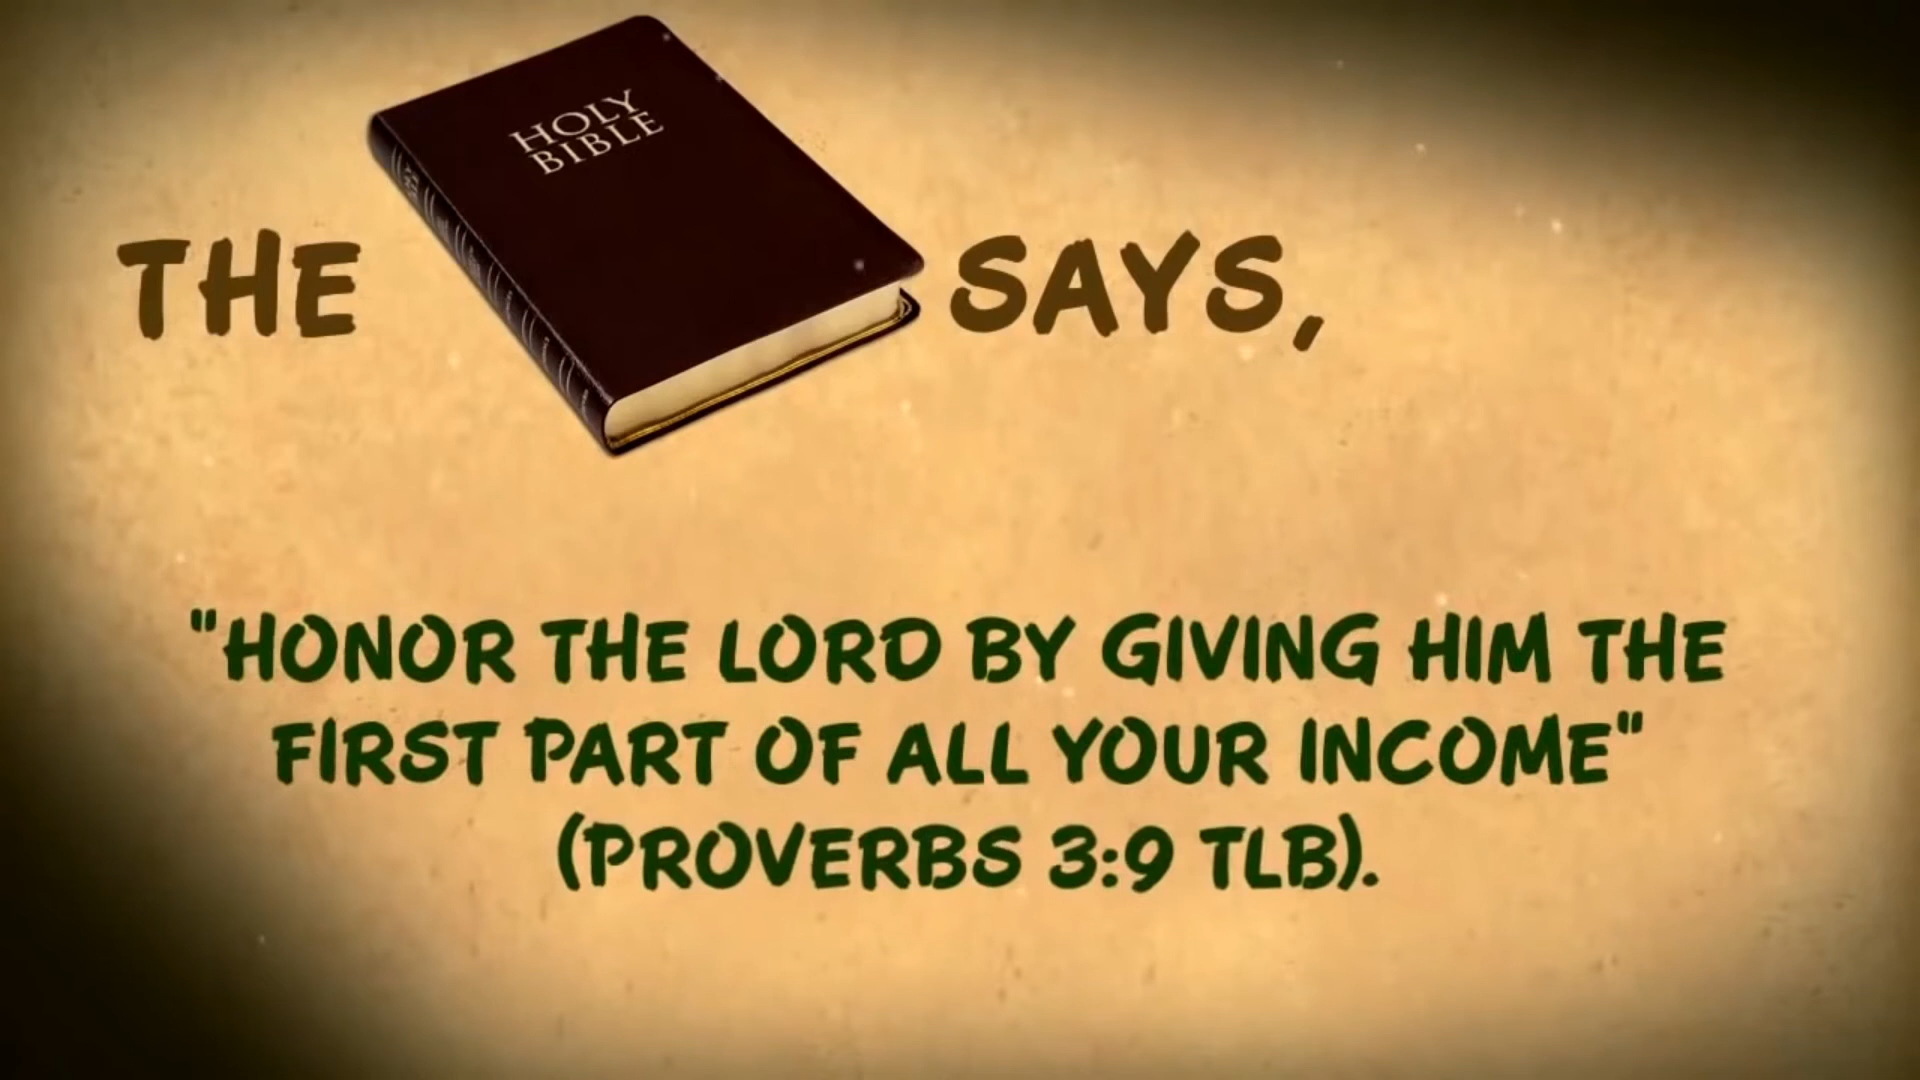 HOLY
BIBLE
THE SAYS,
"HONOR THE LORD BY GIVING HIM THE
FIRST PART OF ALL YOUR INCOME"
(PROVERBS 3:9 TLB).